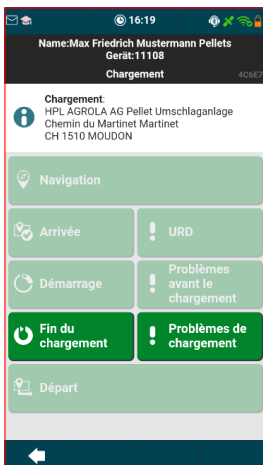 16:19
Name:Max Friedrich Mustermann Pellets
Gerät:11108
Chargement
4C6E7
Chargement:
HPL AGROLA AG Pellet Umschlaganlage
Chemin du Martinet Martinet
CH 1510 MOUDON
Navigation
Arrivée
URD
Démarrage
Problèmes
avant le
chargement
Fin du
chargement
Problèmes de
chargement
Départ